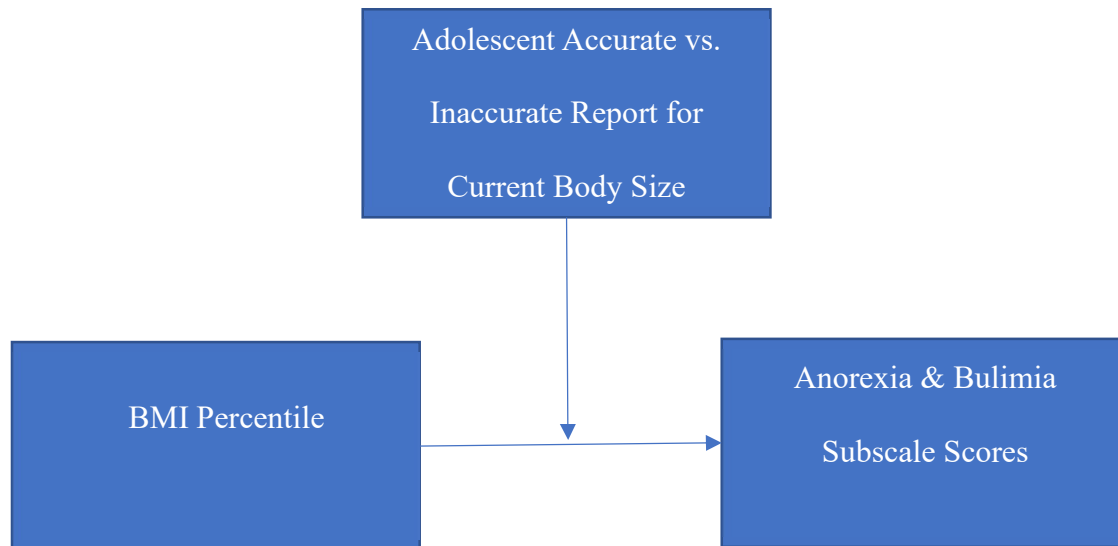 Adolescent Accurate vs.
Inaccurate Report for
Current Body Size
BMI Percentile
Anorexia & Bulimia
Subscale Scores